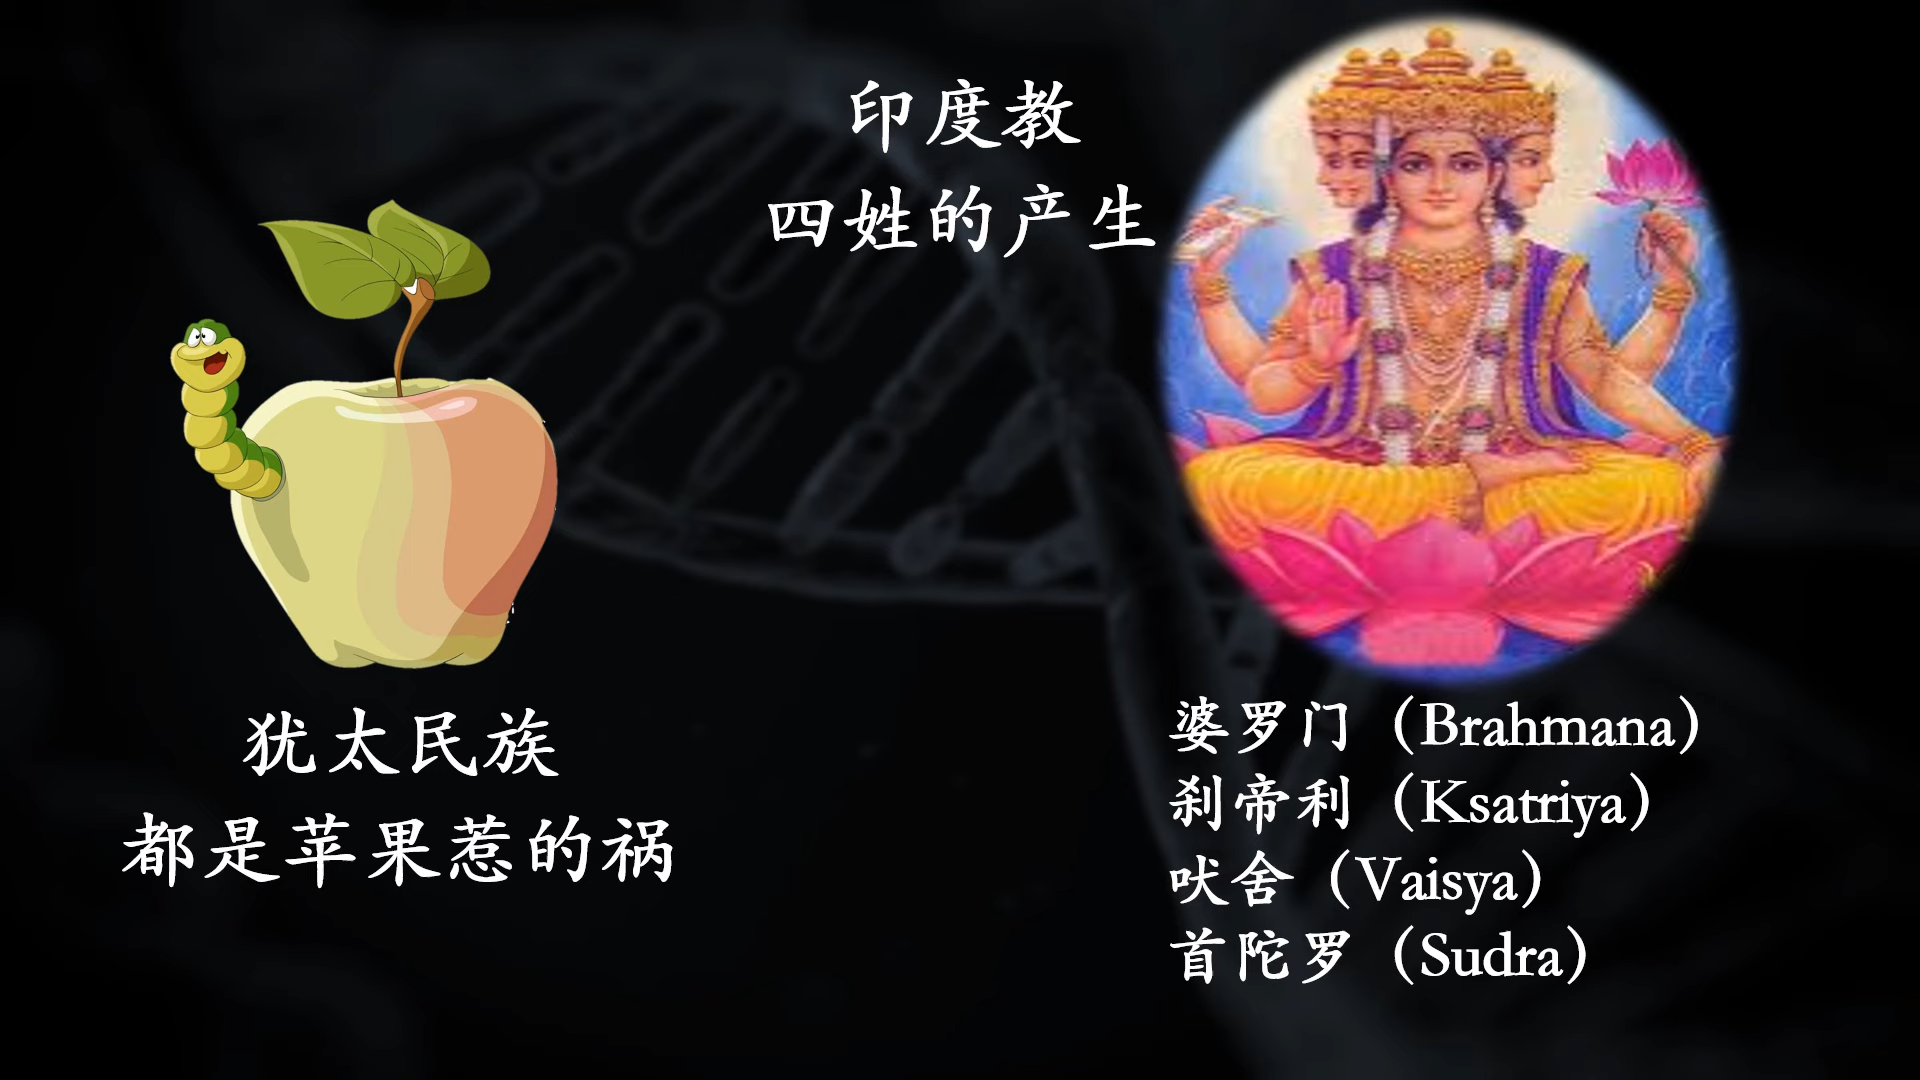 印度教
四姓的产生
犹太民族
都是苹果惹的祸
婆罗门（Brahmana）
刹帝利（Ksatriya）
吠舍（Vaisya）
首陀罗（Sudra）